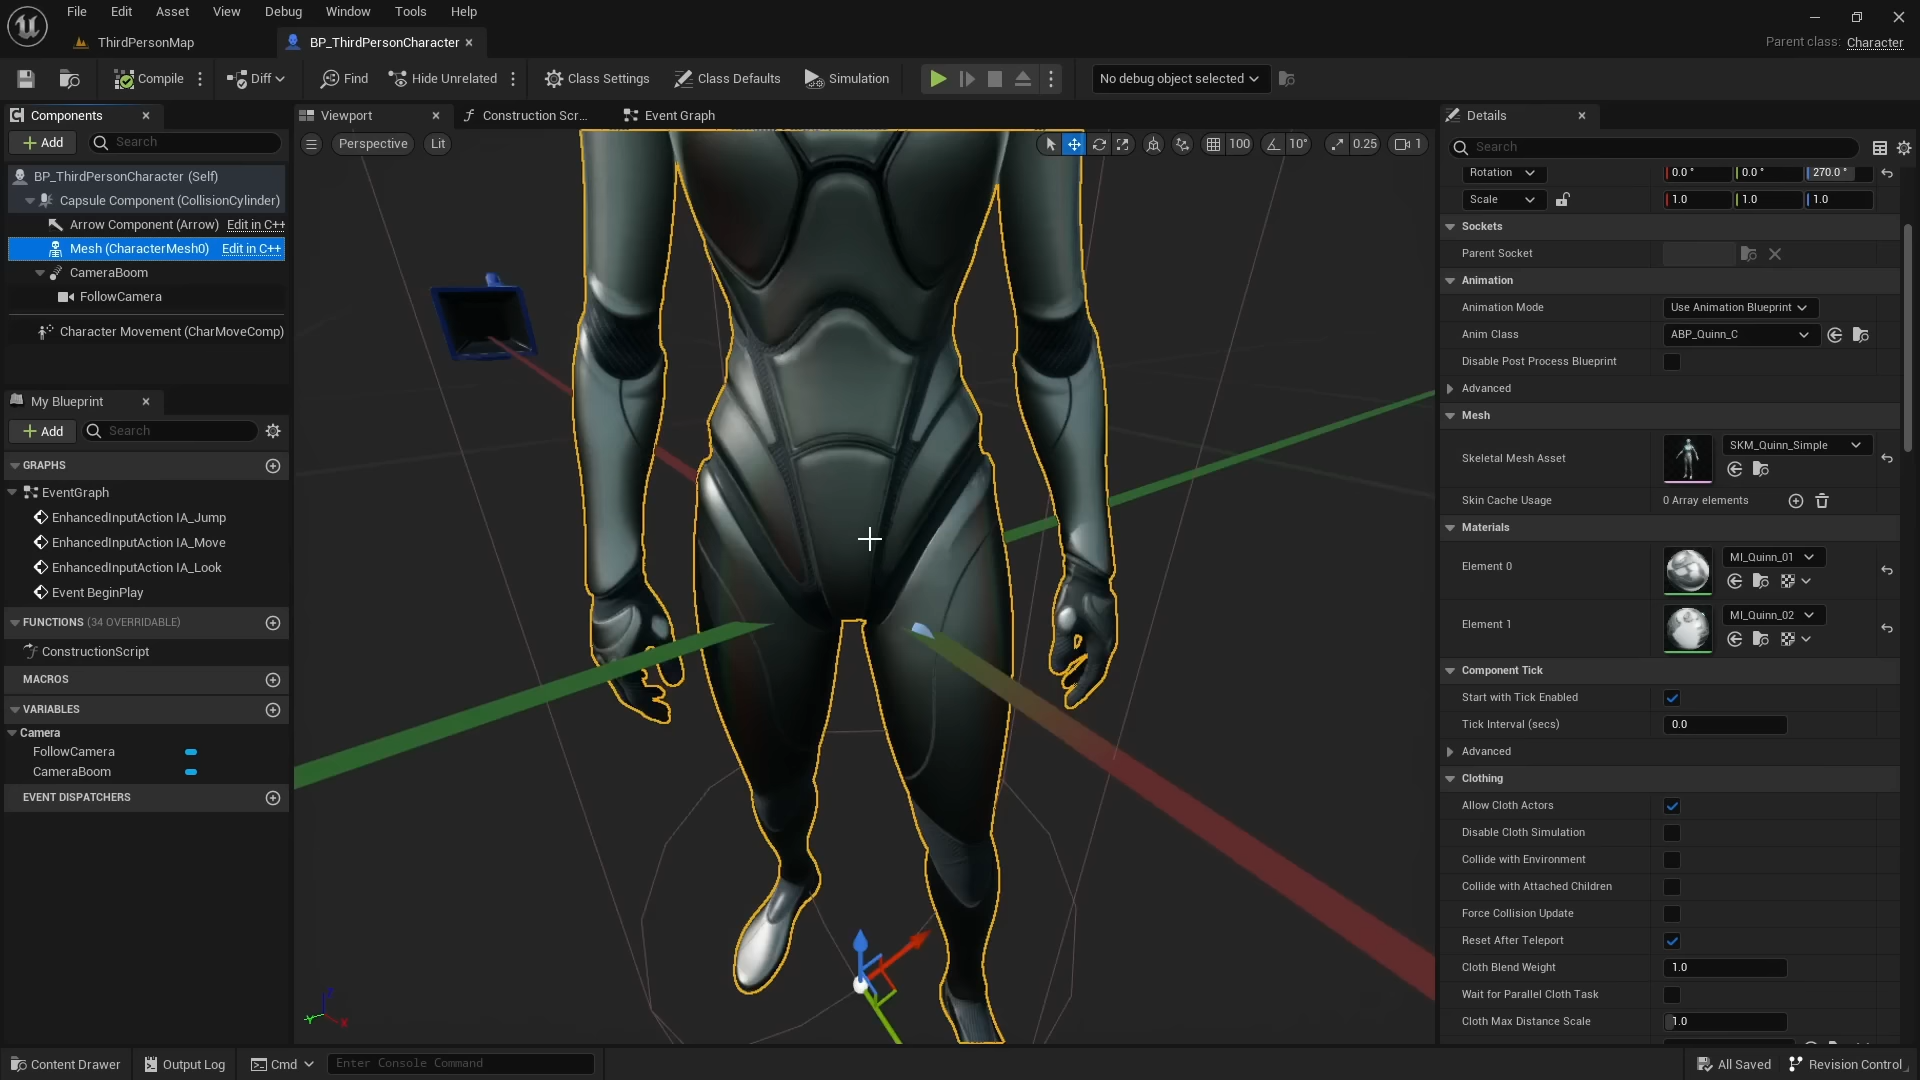 File Edit Asset View Debug Window Tools Help
ThirdPersonMap
BP_ThirdPersonCharacter
Parent class: Character
Compile
Diff
Find
Hide Unrelated
Class Settings
Class Defaults
Simulation
No debug object selected
Components
Add
Search
BP_ThirdPersonCharacter (Self)
Capsule Component (CollisionCylinder)
Arrow Component (Arrow) Edit in C++
Mesh (CharacterMesh0) Edit in C++
CameraBoom
FollowCamera
Character Movement (CharMoveComp)
My Blueprint
Add
Search
GRAPHS
EventGraph
EnhancedInputAction IA_Jump
EnhancedInputAction IA_Move
EnhancedInputAction IA_Look
Event BeginPlay
FUNCTIONS (34 OVERRIDABLE)
ConstructionScript
MACROS
VARIABLES
Camera
FollowCamera
CameraBoom
EVENT DISPATCHERS
Viewport
Construction Scr...
Event Graph
Perspective
Lit
100
10°
0.25
1
Z
Y
X
Details
Search
Rotation 0.0 ° 0.0 ° 270.0 °
Scale 1.0 1.0 1.0
Sockets
Parent Socket
Animation
Animation Mode Use Animation Blueprint
Anim Class ABP_Quinn_C
Disable Post Process Blueprint
Advanced
Mesh
Skeletal Mesh Asset SKM_Quinn_Simple
Skin Cache Usage 0 Array elements
Materials
Element 0 MI_Quinn_01
Element 1 MI_Quinn_02
Component Tick
Start with Tick Enabled
Tick Interval (secs) 0.0
Advanced
Clothing
Allow Cloth Actors
Disable Cloth Simulation
Collide with Environment
Collide with Attached Children
Force Collision Update
Reset After Teleport
Cloth Blend Weight 1.0
Wait for Parallel Cloth Task
Cloth Max Distance Scale 1.0
Content Drawer
Output Log
Cmd
Enter Console Command
All Saved
Revision Control